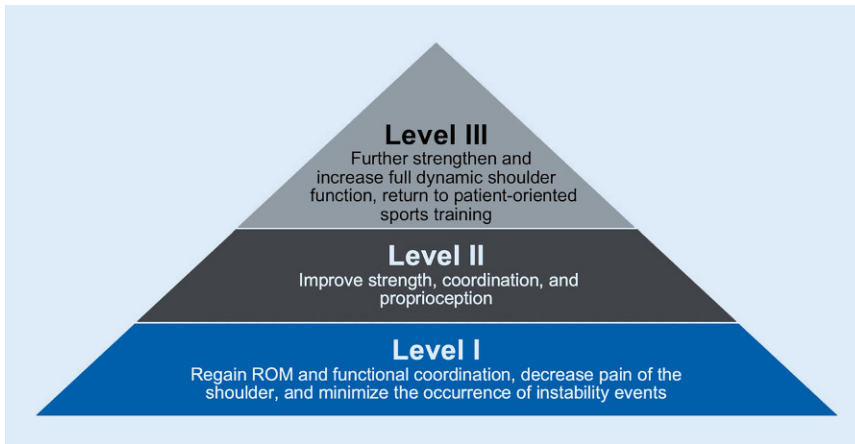 Level III
Further strengthen and
increase full dynamic shoulder
function, return to patient-oriented
sports training
Level II
Improve strength, coordination, and
proprioception
Level I
Regain ROM and functional coordination, decrease pain of the
shoulder, and minimize the occurrence of instability events